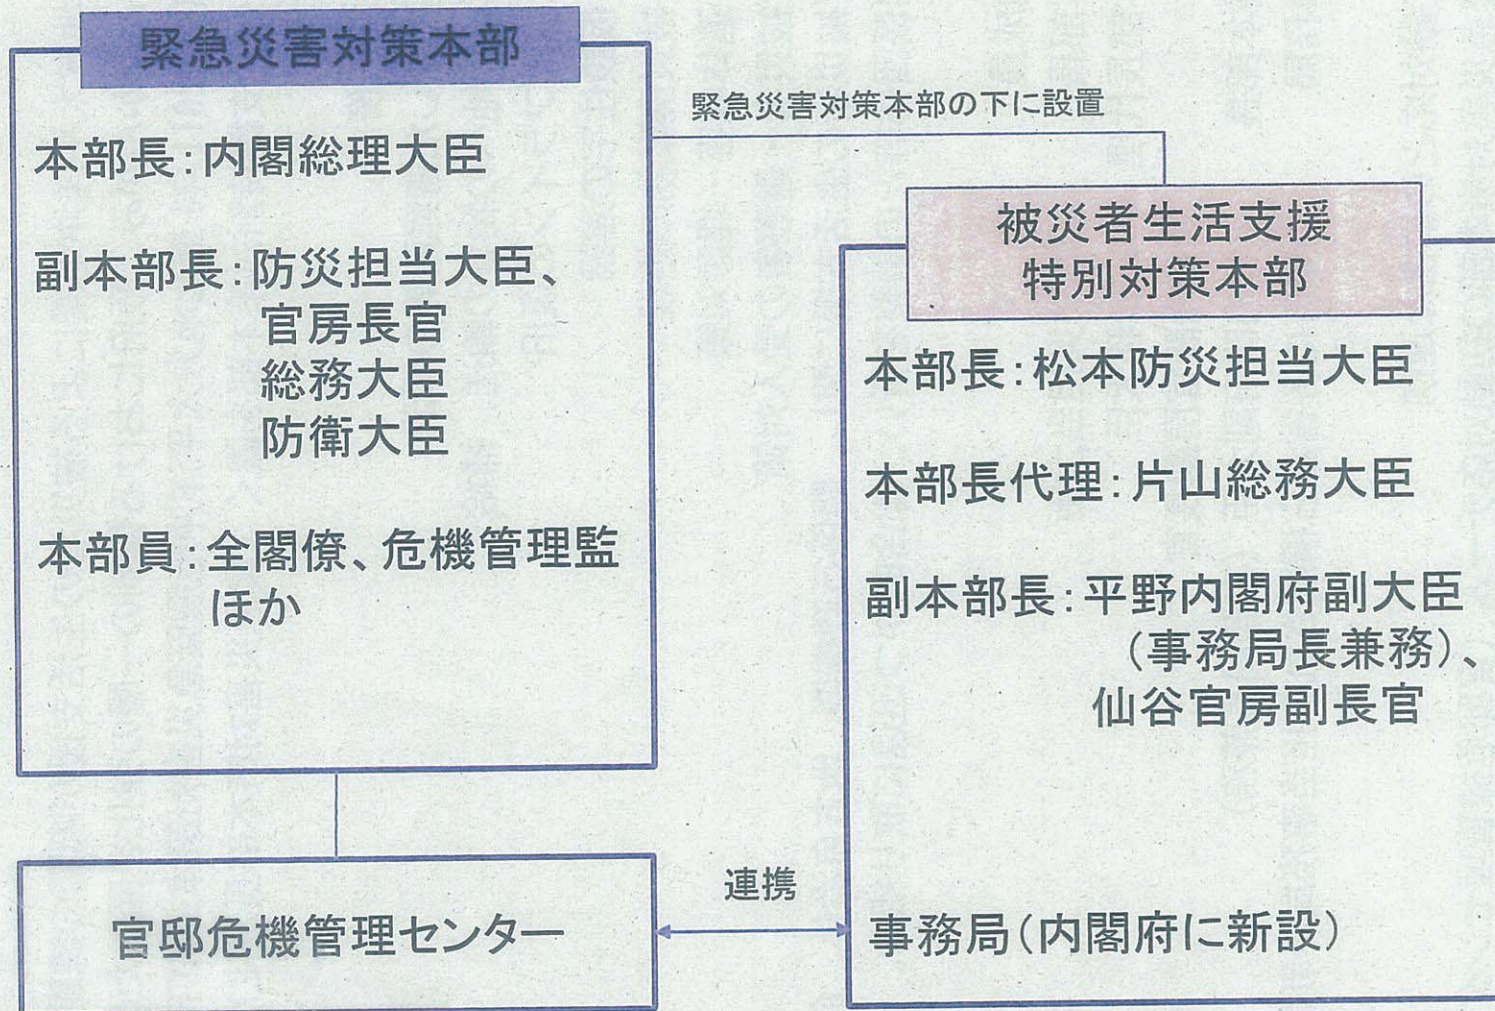 緊急災害対策本部
本部長:内閣総理大臣
副本部長:防災担当大臣、
官房長官
総務大臣
防衛大臣
本部員:全閣僚、危機管理監
ほか
緊急災害対策本部の下に設置
被災者生活支援
特別対策本部
本部長:松本防災担当大臣
本部長代理:片山総務大臣
副本部長:平野内閣府副大臣
(事務局長兼務)、
仙谷官房副長官
事務局(内閣府に新設)
連携
官邸危機管理センター